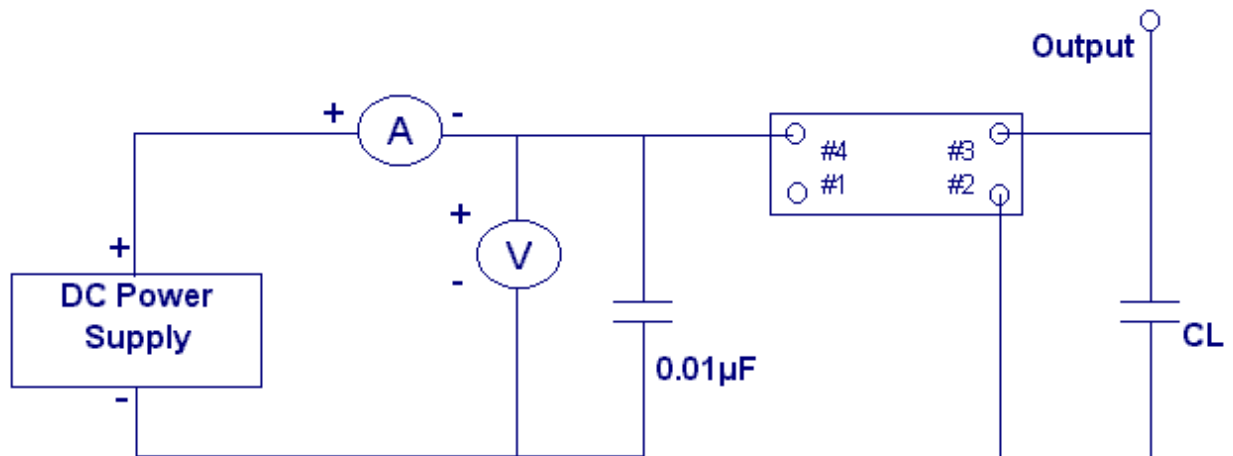 Output
+ A -
#4 #3
#1 #2
+
V
-
+
DC Power
Supply
-
0.01µF
CL